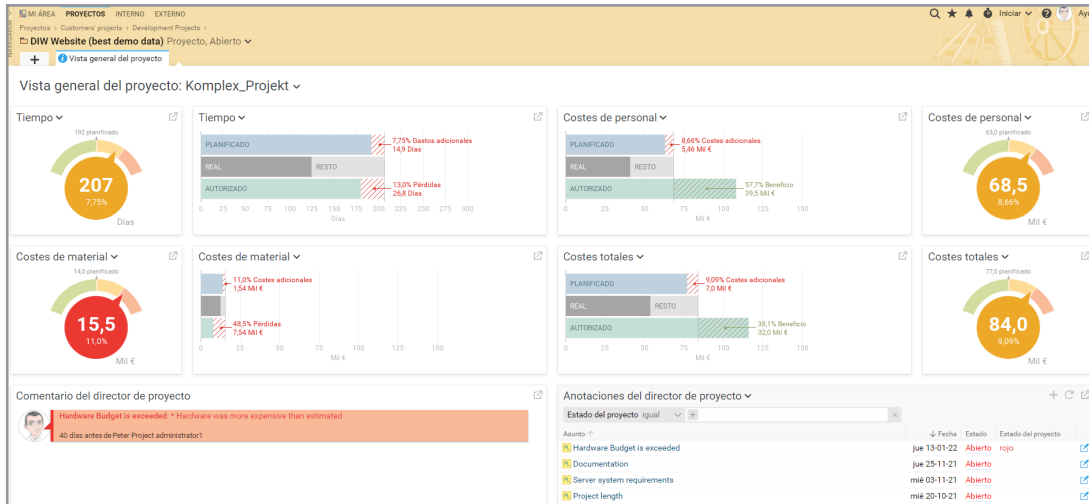 MI ÁREA PROYECTOS INTERNO EXTERNO Iniciar Ayu
Proyectos › Customers' projects › Development Projects ›
DIW Website (best demo data) Proyecto, Abierto
+ Vista general del proyecto
Vista general del proyecto: Komplex_Projekt
Tiempo
192 planificado
207
7,75%
Días
Tiempo
PLANIFICADO
7,75% Gastos adicionales
14,9 Días
REAL RESTO
AUTORIZADO
13,0% Pérdidas
26,8 Días
0 25 50 75 100 125 150 175 200 225 250 275 300
Días
Costes de personal
PLANIFICADO
8,66% Costes adicionales
5,46 Mil €
REAL RESTO
AUTORIZADO
57,7% Beneficio
39,5 Mil €
0 25 50 75 100 125 150
Mil €
Costes de personal
63,0 planificado
68,5
8,66%
Mil €
Costes de material
14,0 planificado
15,5
11,0%
Mil €
Costes de material
11,0% Costes adicionales
1,54 Mil €
48,5% Pérdidas
7,54 Mil €
0 25 50 75 100 125 150
Mil €
Costes totales
PLANIFICADO
9,09% Costes adicionales
7,0 Mil €
REAL RESTO
AUTORIZADO
38,1% Beneficio
32,0 Mil €
0 25 50 75 100 125 150
Mil €
Costes totales
77,0 planificado
84,0
9,09%
Mil €
Comentario del director de proyecto
Hardware Budget is exceeded: * Hardware was more expensive than estimated
40 días antes de Peter Project administrator1
Anotaciones del director de proyecto
Estado del proyecto igual
Asunto Fecha Estado Estado del proyecto
PL Hardware Budget is exceeded jue 13-01-22 Abierto rojo
PL Documentation jue 25-11-21 Abierto
PL Server system requirements mié 03-11-21 Abierto
PL Project length mié 20-10-21 Abierto